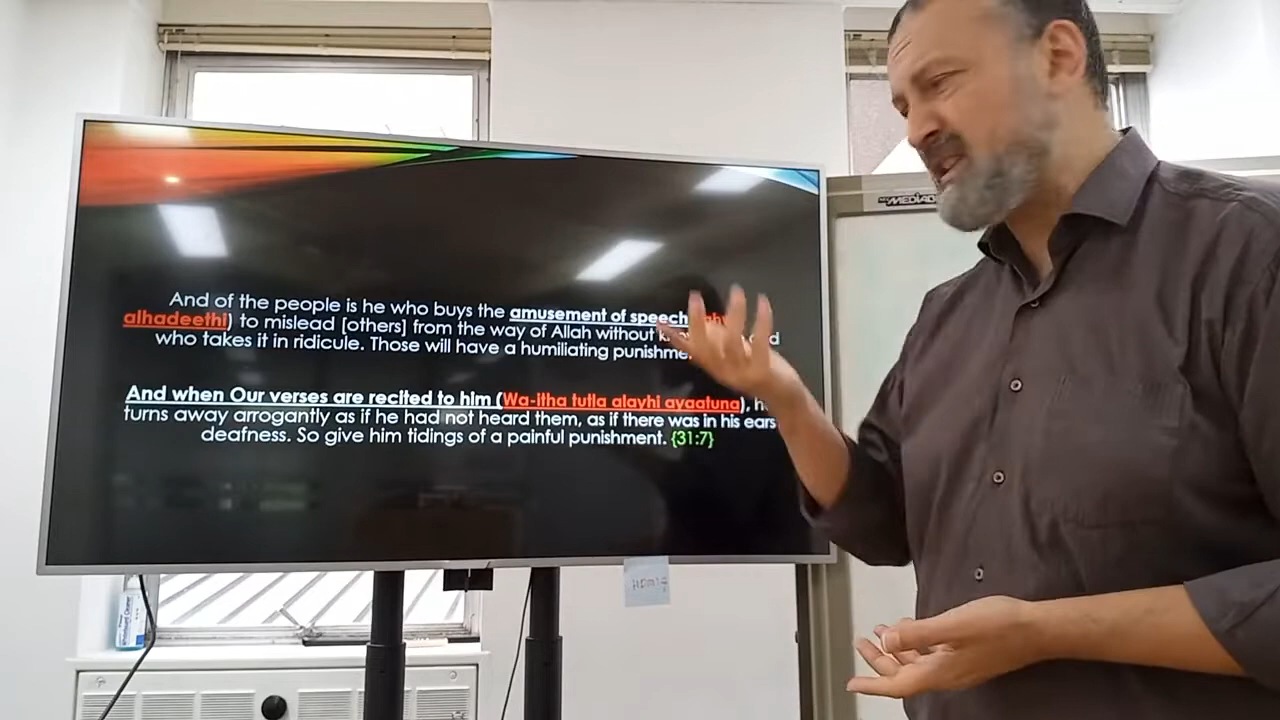 And of the people is he who buys the amusement of speech
alhadeethi) to mislead [others] from the way of Allah without
who takes it in ridicule. Those will have a humiliating
And when Our verses are recited to him (Wa-itha tutla alayhi ayaatuna),
turns away arrogantly as if he had not heard them, as if there was in his ears
deafness. So give him tidings of a painful punishment. {31:7}